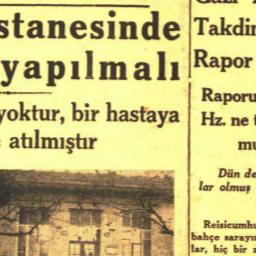 stanesinde
yapılmalı
yoktur, bir hastaya
atılmıştır
Takdir
Rapor
Raporu
Hz. ne
Dün de
lar olmuş
Reisicumhu
bahçe sarayın
lar, hiç bir